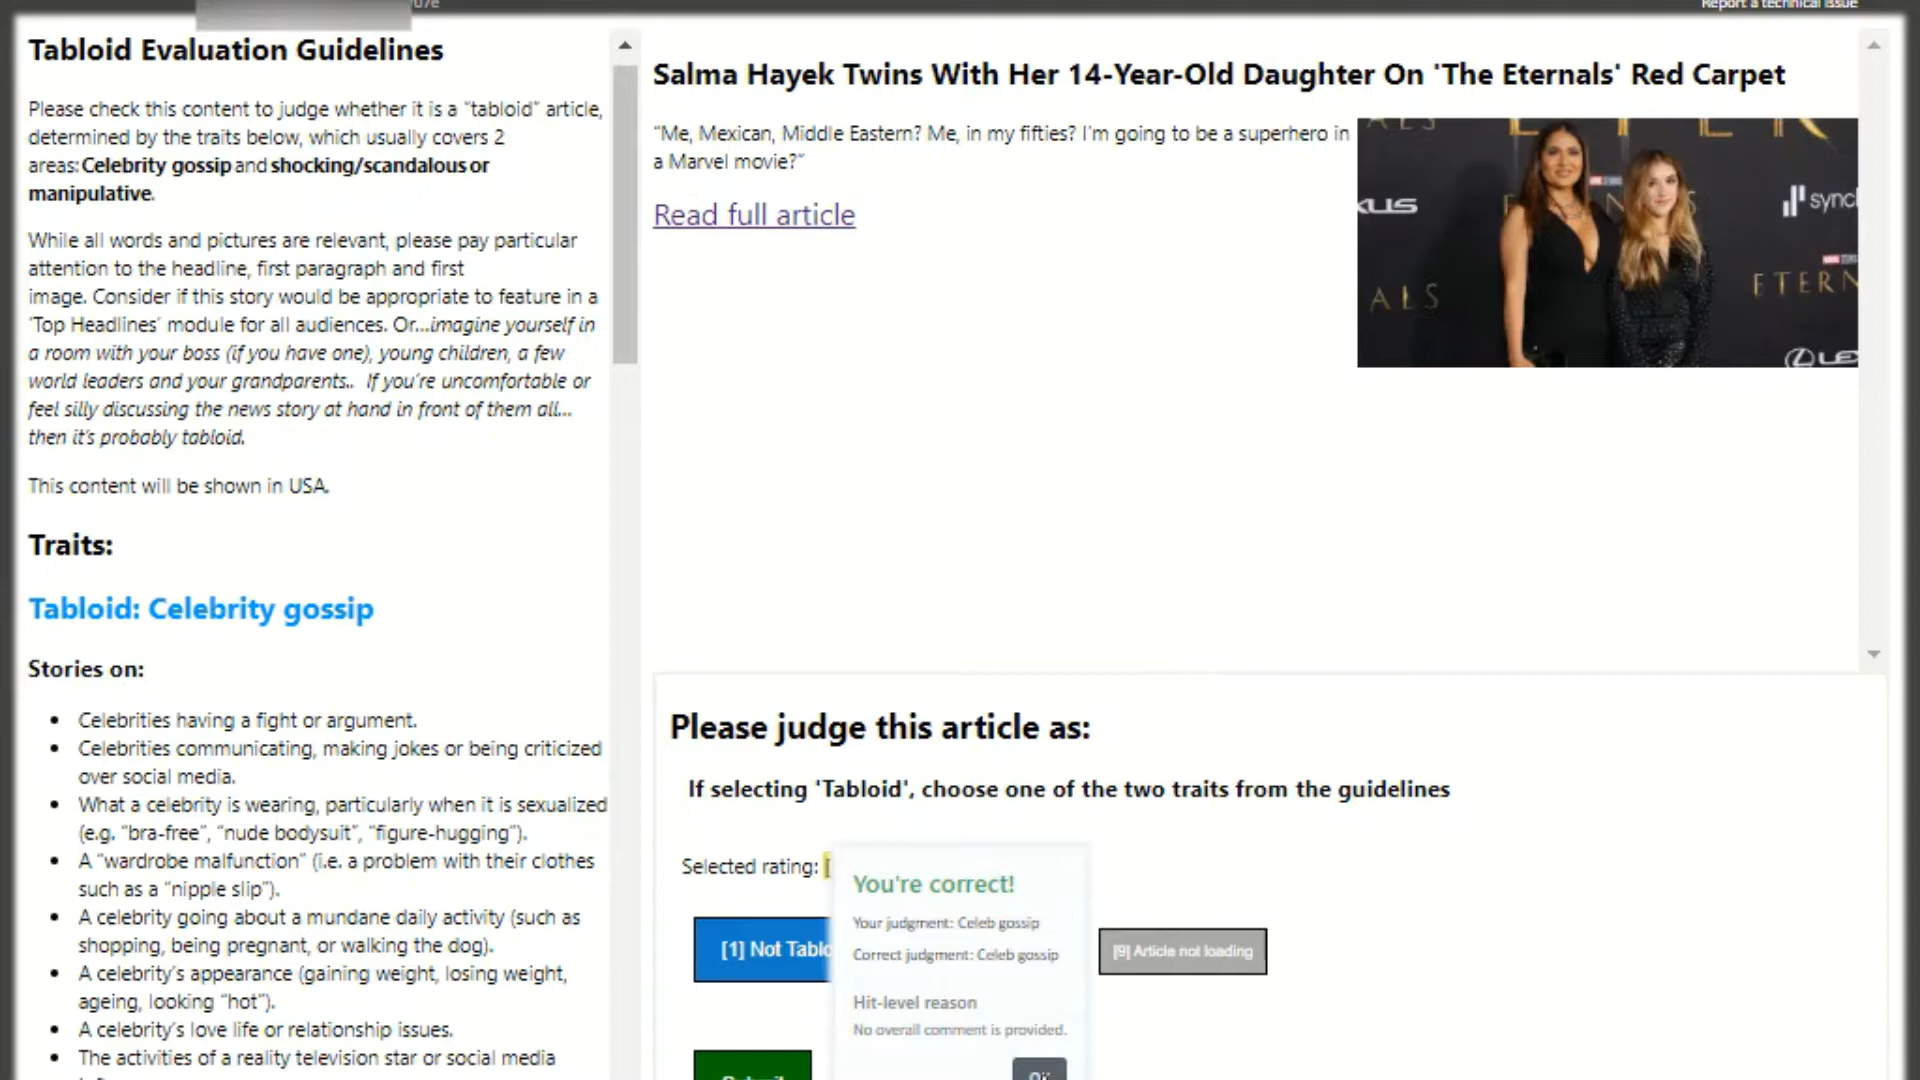 Report a technical issue
Tabloid Evaluation Guidelines
Please check this content to judge whether it is a “tabloid” article,
determined by the traits below, which usually covers 2
areas: Celebrity gossip and shocking/scandalous or
manipulative.
While all words and pictures are relevant, please pay particular
attention to the headline, first paragraph and first
image. Consider if this story would be appropriate to feature in a
‘Top Headlines’ module for all audiences. Or...imagine yourself in
a room with your boss (if you have one), young children, a few
world leaders and your grandparents.. If you’re uncomfortable or
feel silly discussing the news story at hand in front of them all...
then it’s probably tabloid.
This content will be shown in USA.
Traits:
Tabloid: Celebrity gossip
Stories on:
• Celebrities having a fight or argument.
• Celebrities communicating, making jokes or being criticized
over social media.
• What a celebrity is wearing, particularly when it is sexualized
(e.g. “bra-free”, “nude bodysuit”, “figure-hugging”).
• A “wardrobe malfunction” (i.e. a problem with their clothes
such as a “nipple slip”).
• A celebrity going about a mundane daily activity (such as
shopping, being pregnant, or walking the dog).
• A celebrity’s appearance (gaining weight, losing weight,
ageing, looking “hot”).
• A celebrity’s love life or relationship issues.
• The activities of a reality television star or social media
Salma Hayek Twins With Her 14-Year-Old Daughter On 'The Eternals' Red Carpet
“Me, Mexican, Middle Eastern? Me, in my fifties? I’m going to be a superhero in
a Marvel movie?”
Read full article
XUS
syncl
ALS
ETERN
LE
Please judge this article as:
If selecting 'Tabloid', choose one of the two traits from the guidelines
Selected rating: [
[1] Not Tablo
[9] Article not loading
You're correct!
Your judgment: Celeb gossip
Correct judgment: Celeb gossip
Hit-level reason
No overall comment is provided.